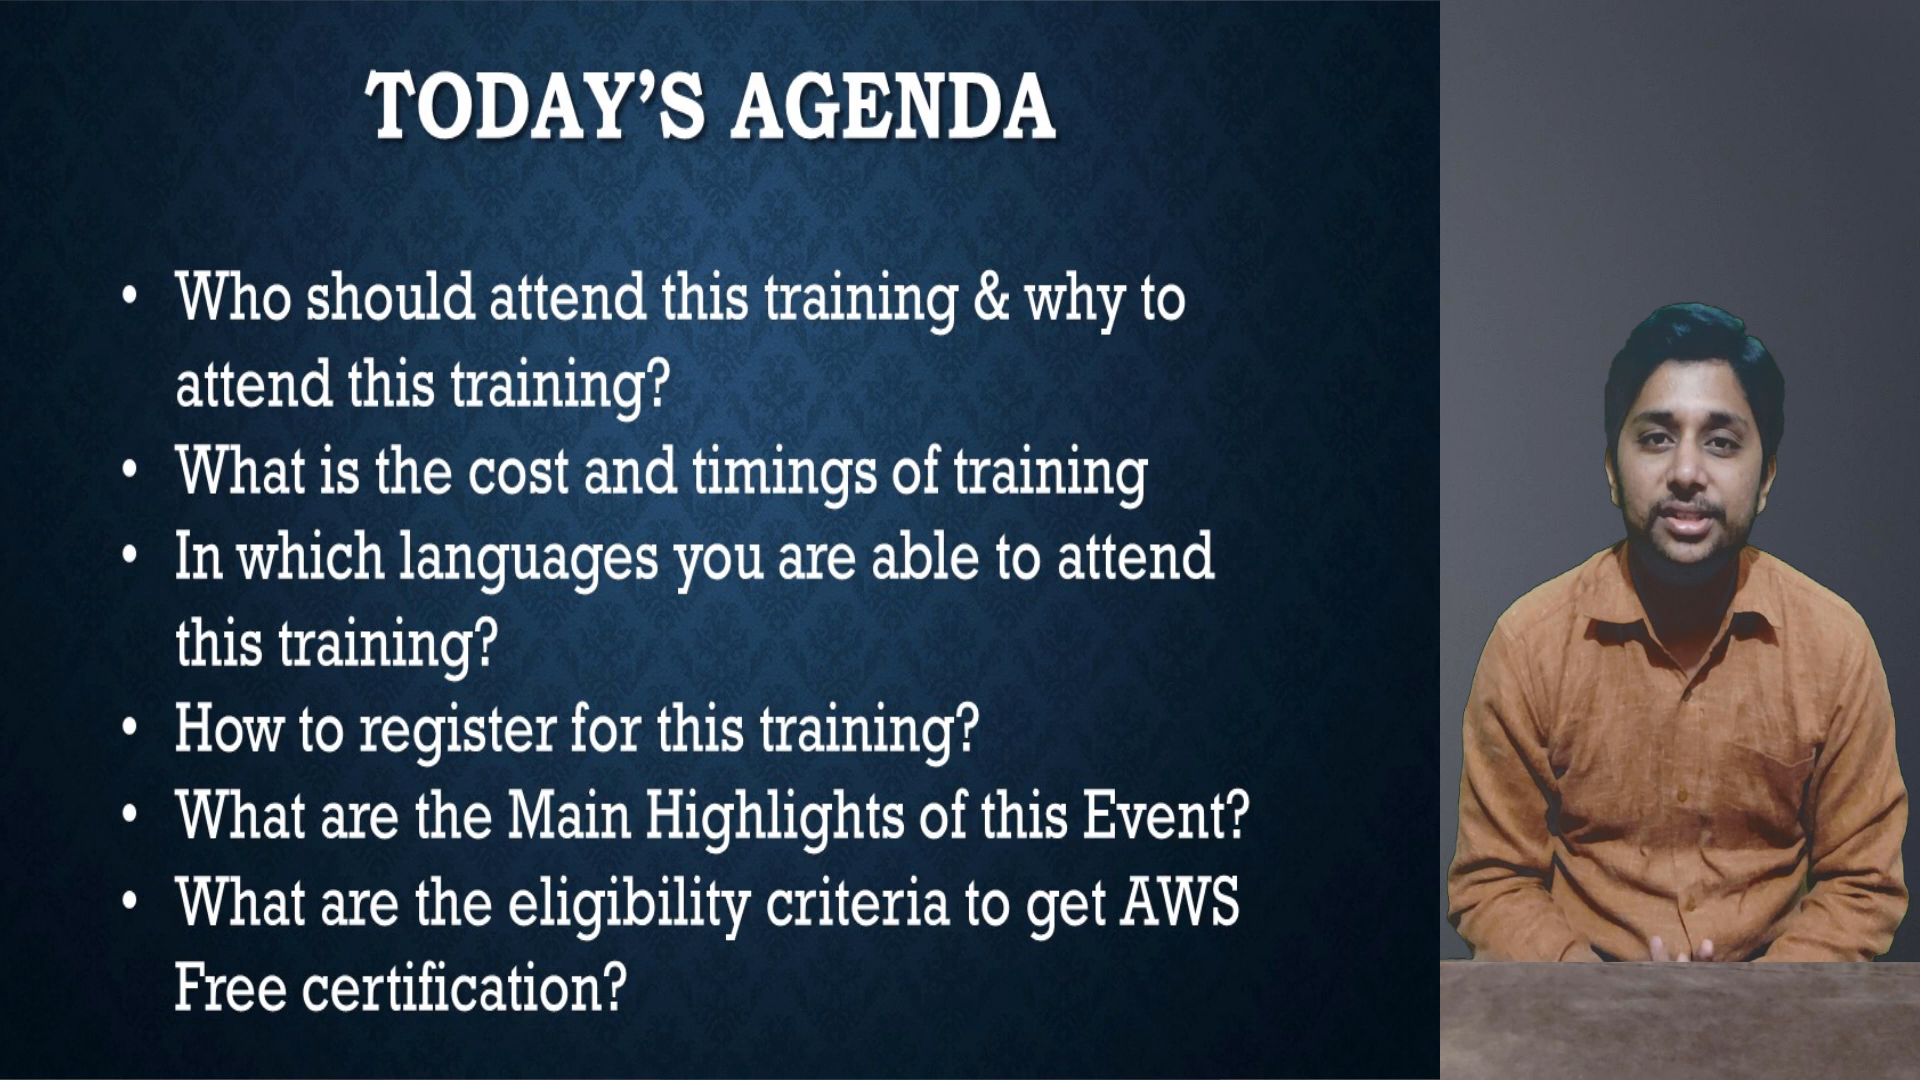 TODAY'S AGENDA
• Who should attend this training & why to
attend this training?
• What is the cost and timings of training
• In which languages you are able to attend
this training?
• How to register for this training?
• What are the Main Highlights of this Event?
• What are the eligibility criteria to get AWS
Free certification?